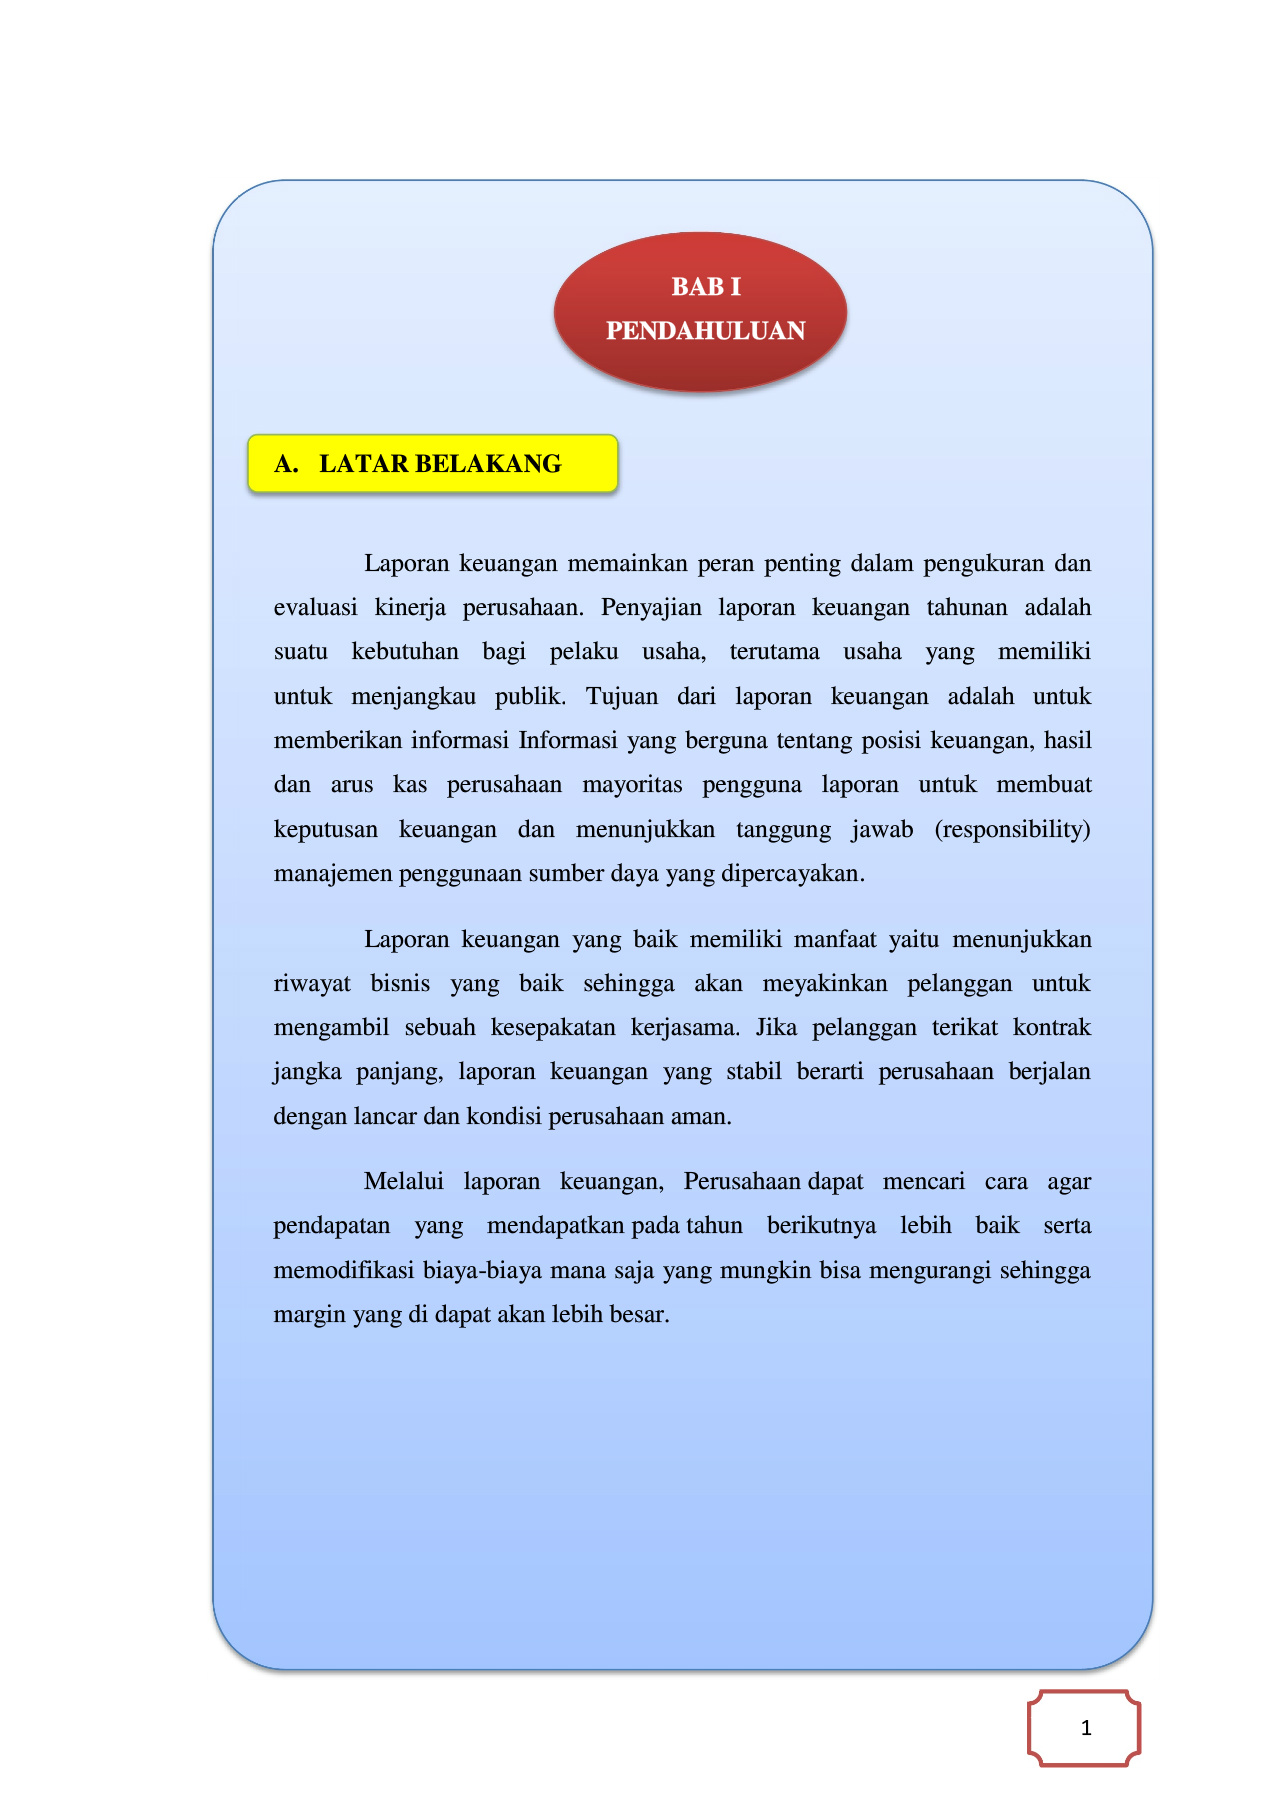 BAB I
PENDAHULUAN
A. LATAR BELAKANG
Laporan keuangan memainkan peran penting dalam pengukuran dan
evaluasi kinerja perusahaan. Penyajian laporan keuangan tahunan adalah
suatu kebutuhan bagi pelaku usaha, terutama usaha yang memiliki
untuk menjangkau publik. Tujuan dari laporan keuangan adalah untuk
memberikan informasi Informasi yang berguna tentang posisi keuangan, hasil
dan arus kas perusahaan mayoritas pengguna laporan untuk membuat
keputusan keuangan dan menunjukkan tanggung jawab (responsibility)
manajemen penggunaan sumber daya yang dipercayakan.
Laporan keuangan yang baik memiliki manfaat yaitu menunjukkan
riwayat bisnis yang baik sehingga akan meyakinkan pelanggan untuk
mengambil sebuah kesepakatan kerjasama. Jika pelanggan terikat kontrak
jangka panjang, laporan keuangan yang stabil berarti perusahaan berjalan
dengan lancar dan kondisi perusahaan aman.
Melalui laporan keuangan, Perusahaan dapat mencari cara agar
pendapatan yang mendapatkan pada tahun berikutnya lebih baik serta
memodifikasi biaya-biaya mana saja yang mungkin bisa mengurangi sehingga
margin yang di dapat akan lebih besar.
1